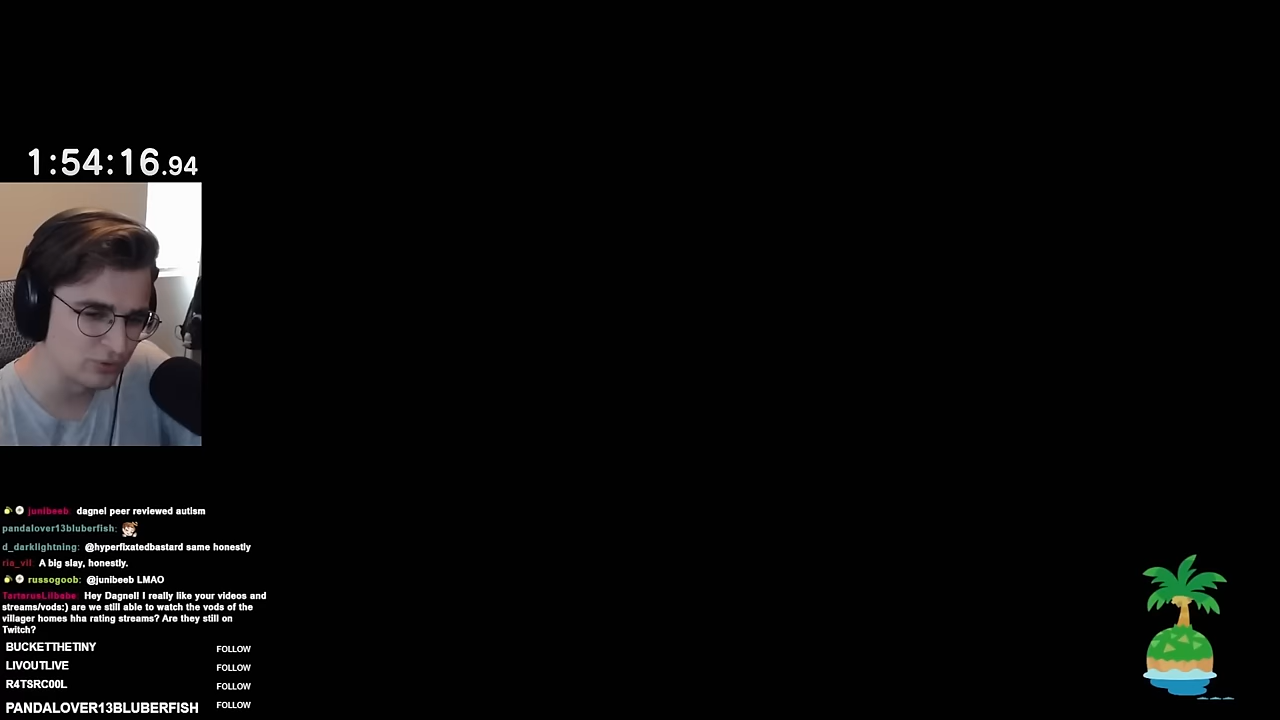 1:54:16.94
junibeeb: dagnel peer reviewed autism
pandalover13bluberfish:
d_darklightning: @hyperfixatedbastard same honestly
ria_vii: A big slay, honestly.
russogoob: @junibeeb LMAO
TartarusLilbabe: Hey Dagnel! I really like your videos and
streams/vods:) are we still able to watch the vods of the
villager homes hha rating streams? Are they still on
Twitch?
BUCKETTHETINY FOLLOW
LIVOUTLIVE FOLLOW
R4TSRC00L FOLLOW
PANDALOVER13BLUBERFISH FOLLOW